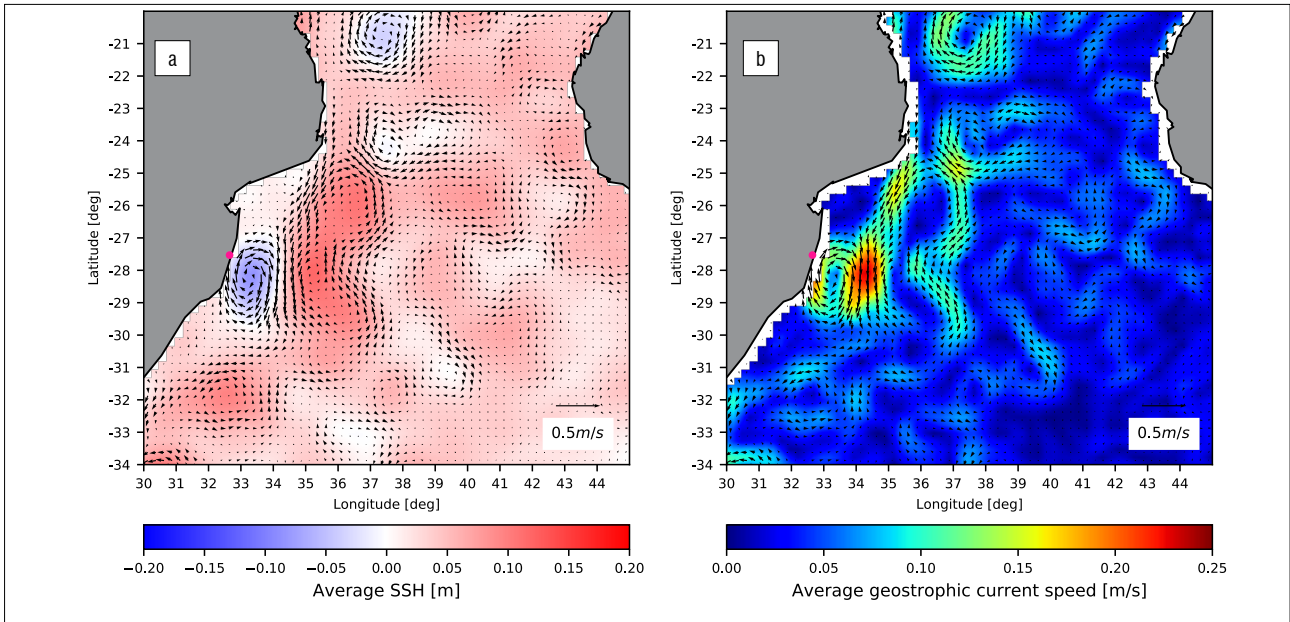 a
−21
−22
−23
−24
−25
−26
−27
−28
−29
−30
−31
−32
−33
−34
Latitude [deg]
0.5m/s
30 31 32 33 34 35 36 37 38 39 40 41 42 43 44
Longitude [deg]
−0.20 −0.15 −0.10 −0.05 0.00 0.05 0.10 0.15 0.20
Average SSH [m]
b
−21
−22
−23
−24
−25
−26
−27
−28
−29
−30
−31
−32
−33
−34
Latitude [deg]
0.5m/s
30 31 32 33 34 35 36 37 38 39 40 41 42 43 44
Longitude [deg]
0.00 0.05 0.10 0.15 0.20 0.25
Average geostrophic current speed [m/s]